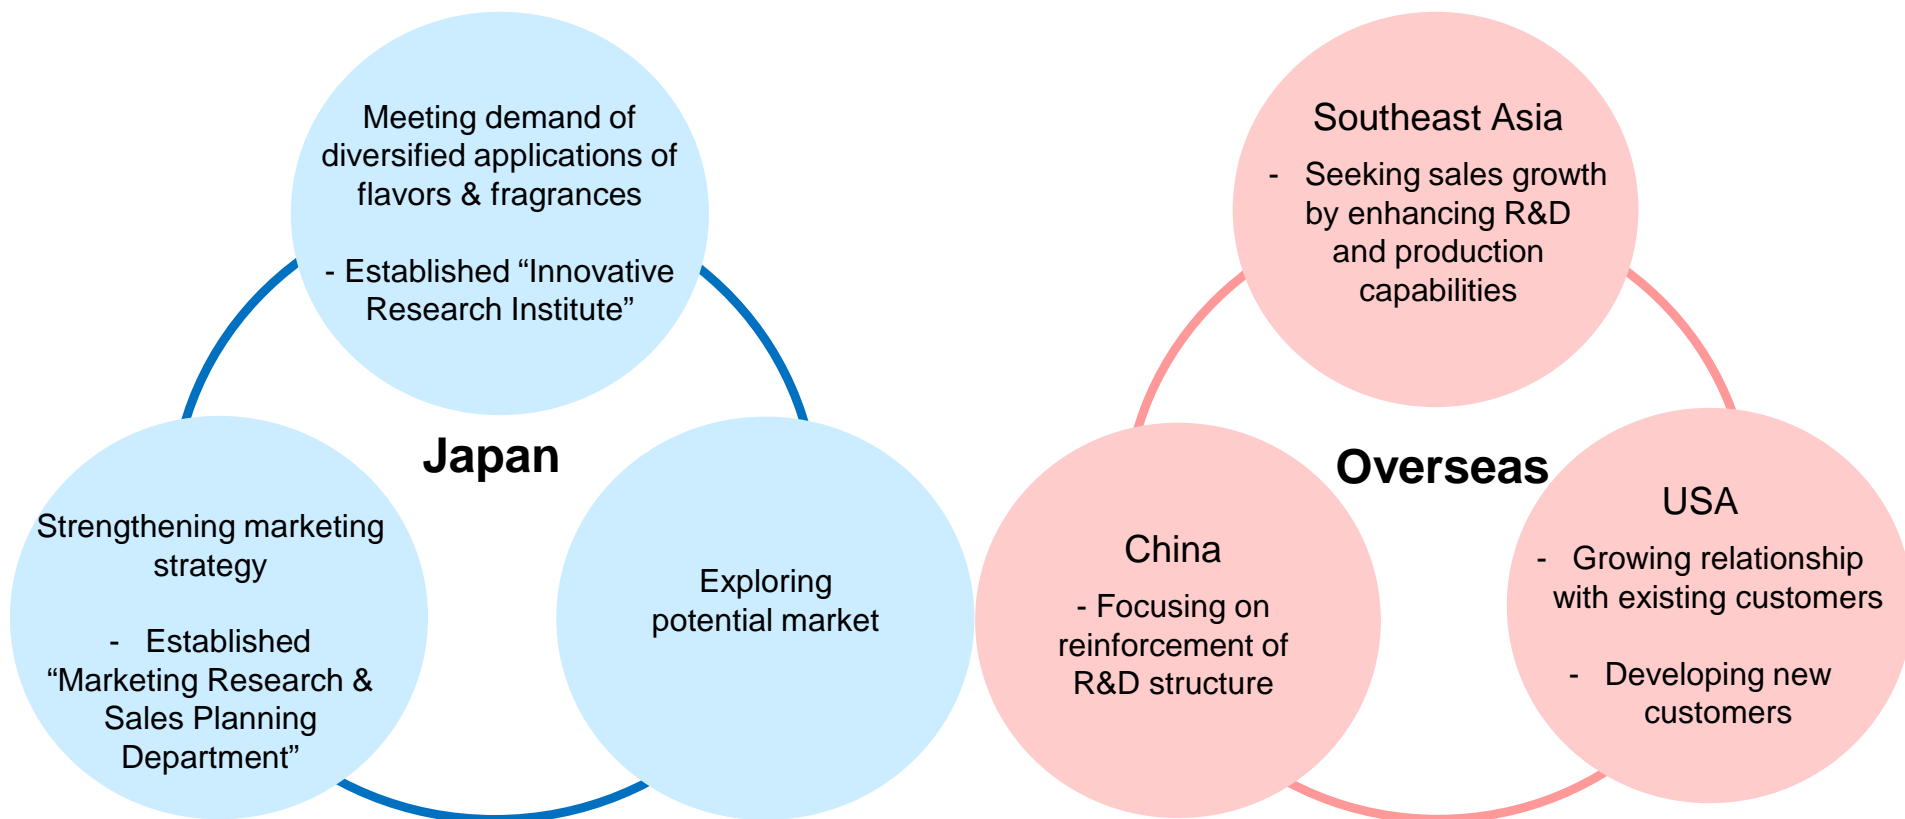 Meeting demand of
diversified applications of
flavors & fragrances
- Established “Innovative
Research Institute”
Japan
Strengthening marketing
strategy
- Established
“Marketing Research &
Sales Planning
Department”
Exploring
potential market
Southeast Asia
- Seeking sales growth
by enhancing R&D
and production
capabilities
Overseas
China
- Focusing on
reinforcement of
R&D structure
USA
- Growing relationship
with existing customers
- Developing new
customers